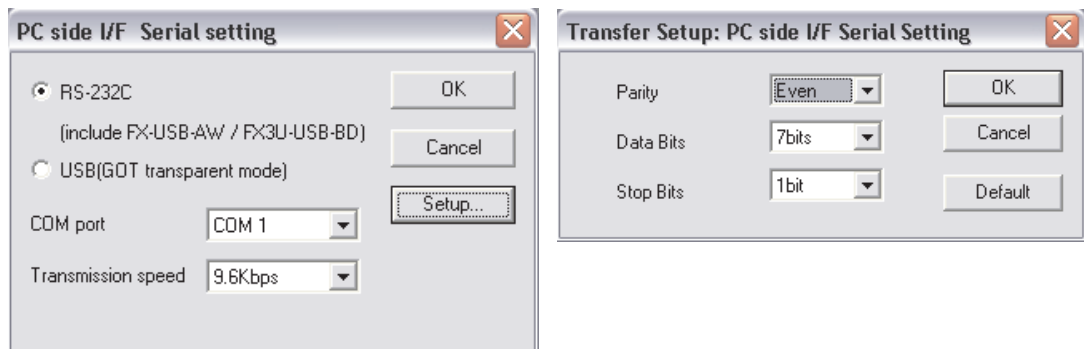 PC side I/F Serial setting
RS-232C
(include FX-USB-AW / FX3U-USB-BD)
USB(GOT transparent mode)
COM port
COM 1
Transmission speed
9.6Kbps
OK
Cancel
Setup...
Transfer Setup: PC side I/F Serial Setting
Parity
Even
Data Bits
7bits
Stop Bits
1bit
OK
Cancel
Default